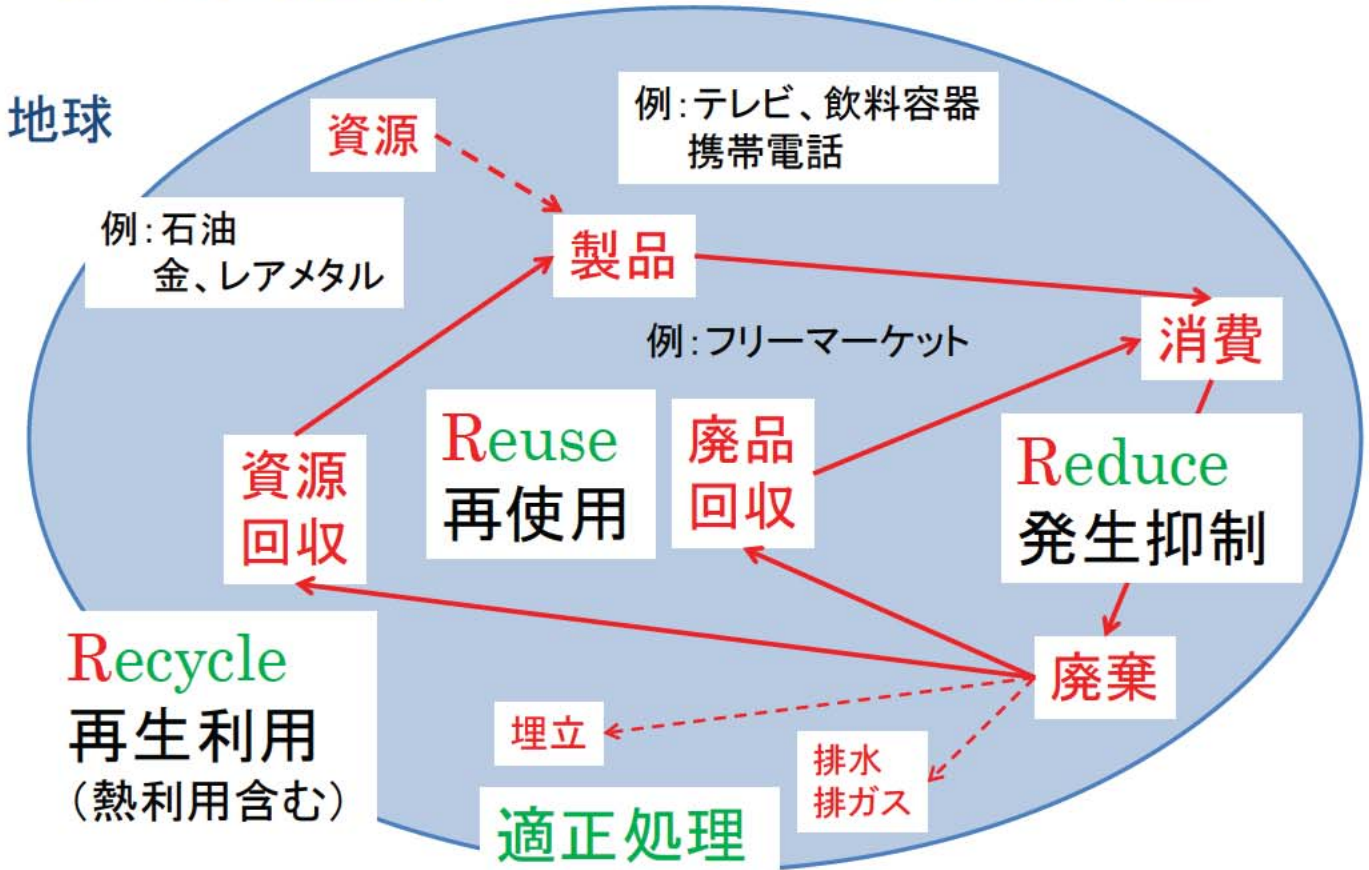 地球
資源
例:テレビ、飲料容器
携帯電話
例:石油
金、レアメタル
製品
例:フリーマーケット
消費
Reuse
再使用
廃品
回収
Reduce
発生抑制
資源
回収
Recycle
再生利用
(熱利用含む)
廃棄
埋立
排水
排ガス
適正処理